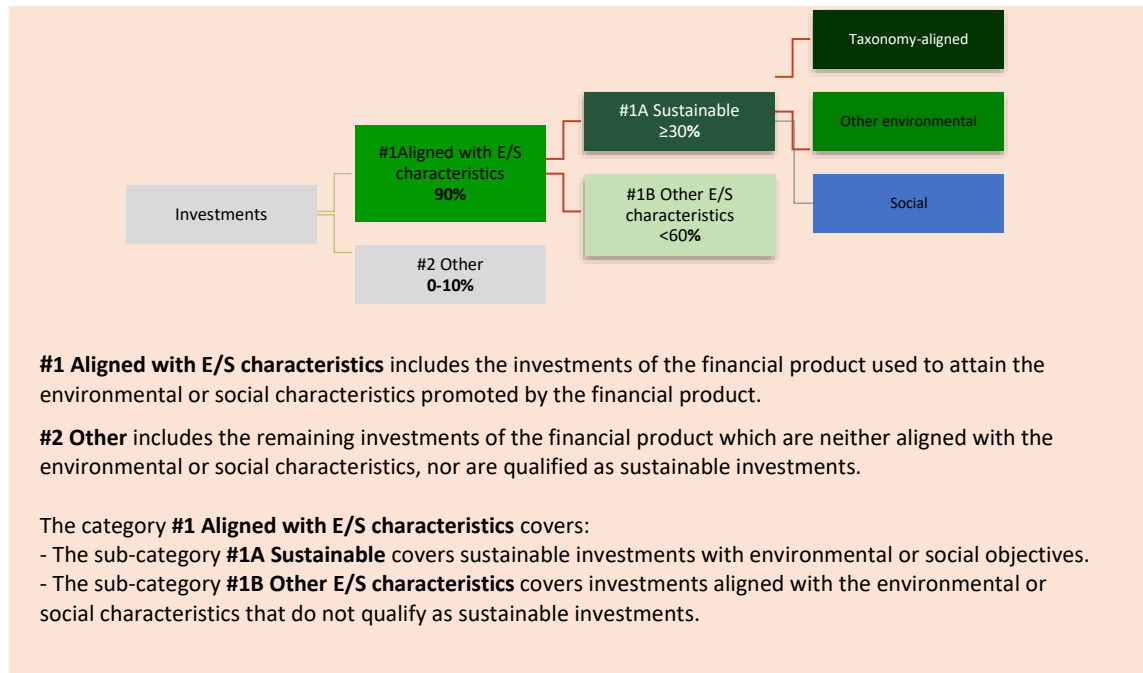 Taxonomy-aligned
#1A Sustainable
≥30%
Other environmental
#1Aligned with E/S
characteristics
90%
#1B Other E/S
characteristics
<60%
Investments
Social
#2 Other
0-10%
#1 Aligned with E/S characteristics includes the investments of the financial product used to attain the
environmental or social characteristics promoted by the financial product.
#2 Other includes the remaining investments of the financial product which are neither aligned with the
environmental or social characteristics, nor are qualified as sustainable investments.
The category #1 Aligned with E/S characteristics covers:
- The sub-category #1A Sustainable covers sustainable investments with environmental or social objectives.
- The sub-category #1B Other E/S characteristics covers investments aligned with the environmental or
social characteristics that do not qualify as sustainable investments.